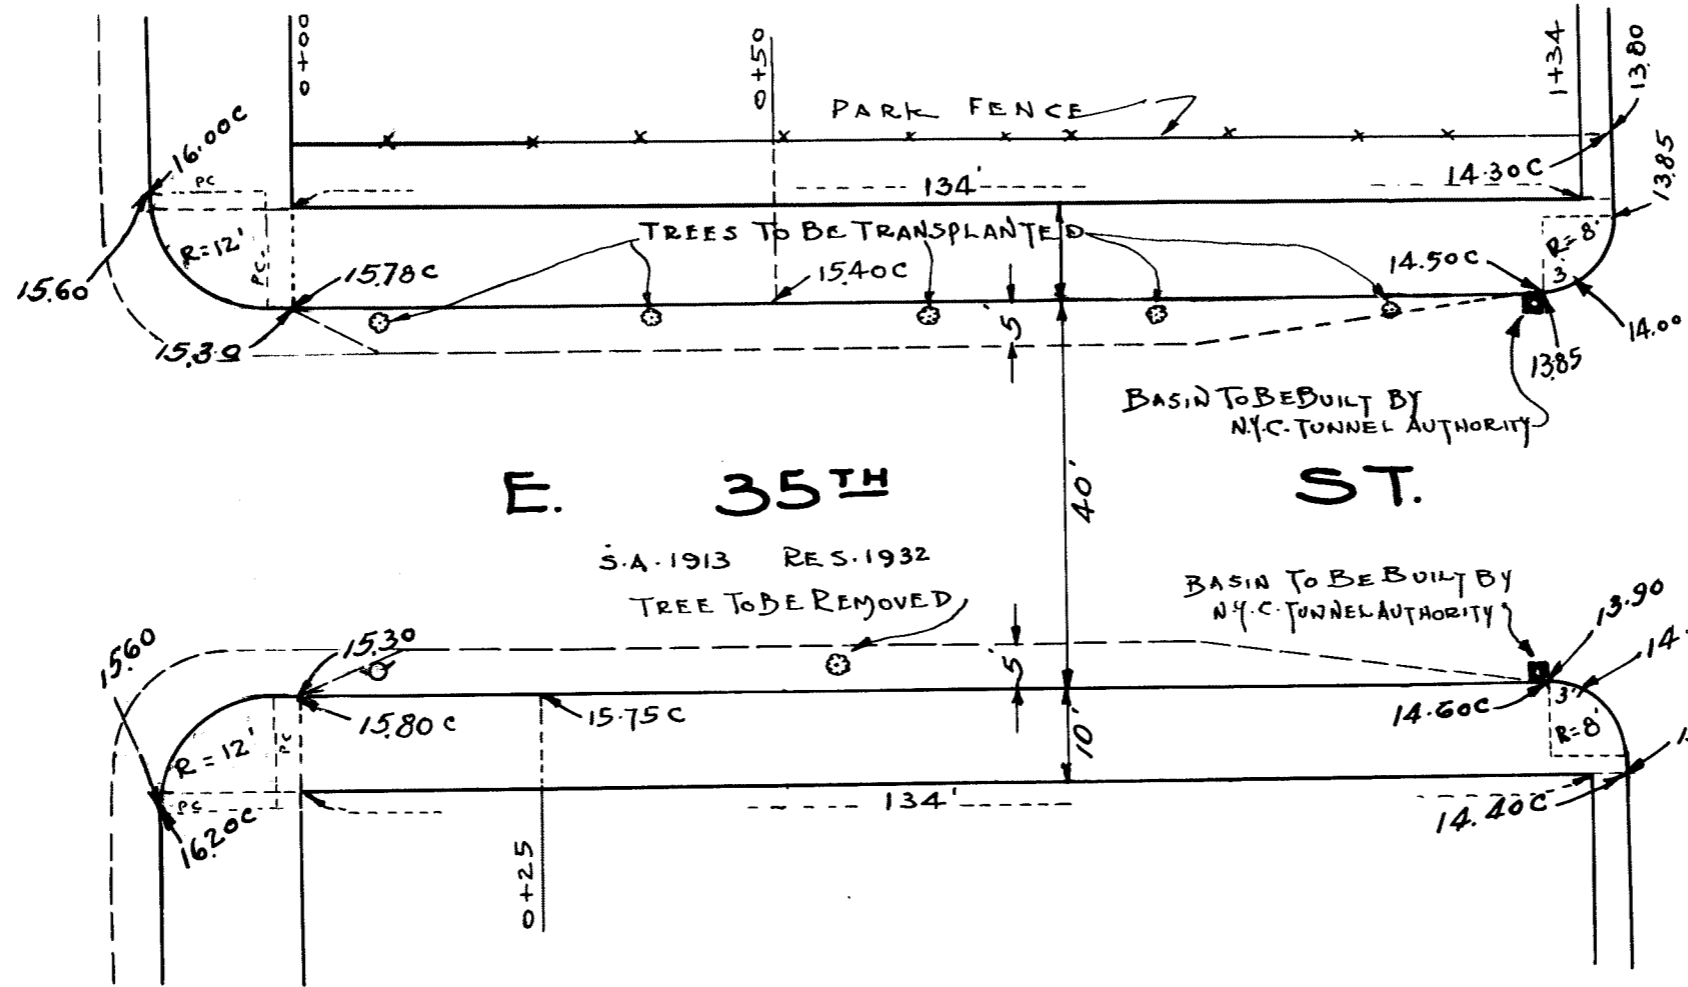 0+00
0+50
1+34
13.80
PARK FENCE
16.00C
PC
134'
14.30C
13.85
TREES TO BE TRANSPLANTED
R=12'
PC
R=8'
15.60
15.78C
15.40C
14.50C
3
15.30
5'
14.00
13.85
BASIN TO BE BUILT BY
N.Y.C. TUNNEL AUTHORITY
40'
E. 35TH ST.
S.A. 1913 RES. 1932
TREE TO BE REMOVED
BASIN TO BE BUILT BY
N.Y.C. TUNNEL AUTHORITY
13.90
15.60
15.30
5'
14.
15.80C
15.75C
14.60C
3'
R=12'
PC
10'
R=8'
1
PC
134'
14.40C
16.20C
0+25